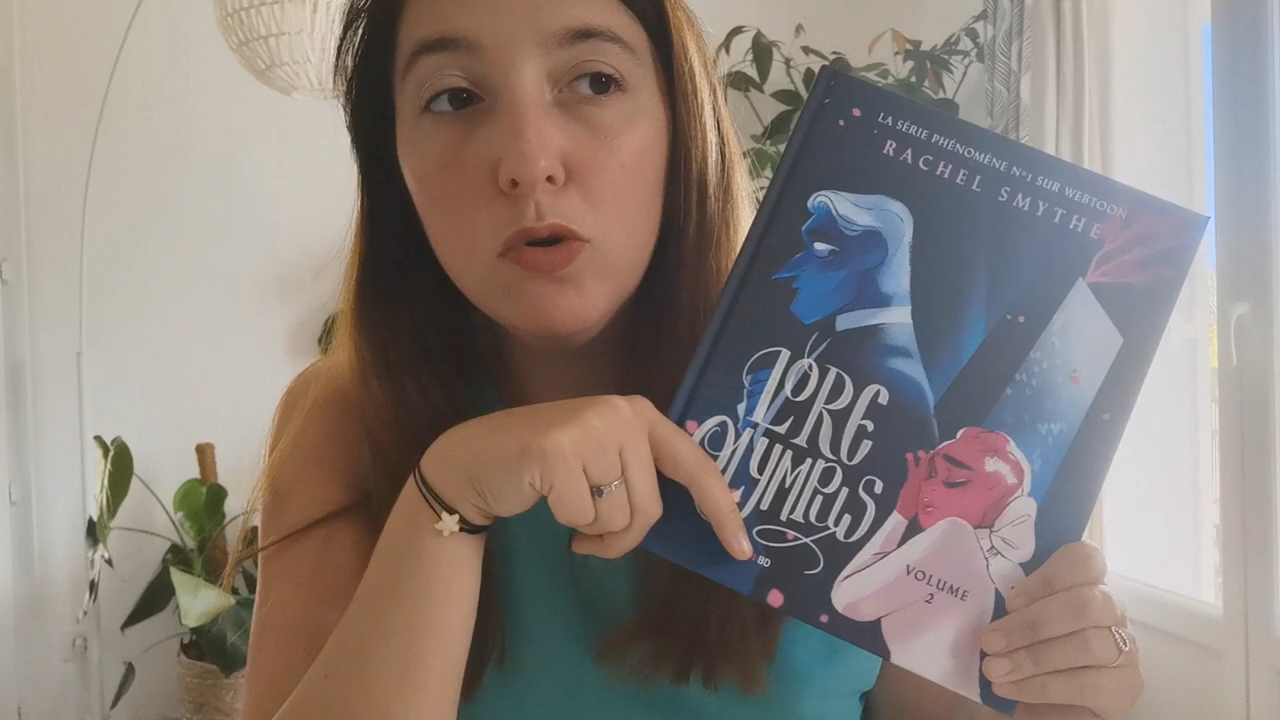 LA SÉRIE PHÉNOMÈNE N°1 SUR WEBTOON
RACHEL SMYTHE
LORE
OLYMPUS
BD
VOLUME
2